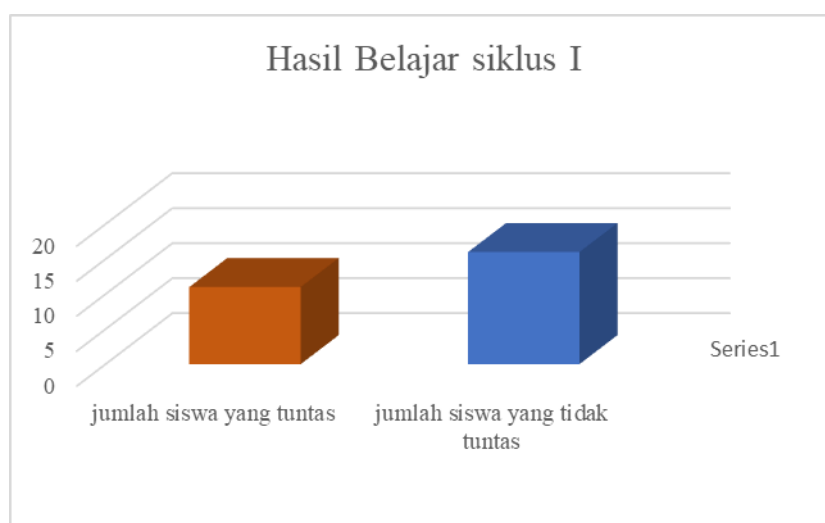 Hasil Belajar siklus I
20
15
10
5
0
Series1
jumlah siswa yang tuntas
jumlah siswa yang tidak
tuntas